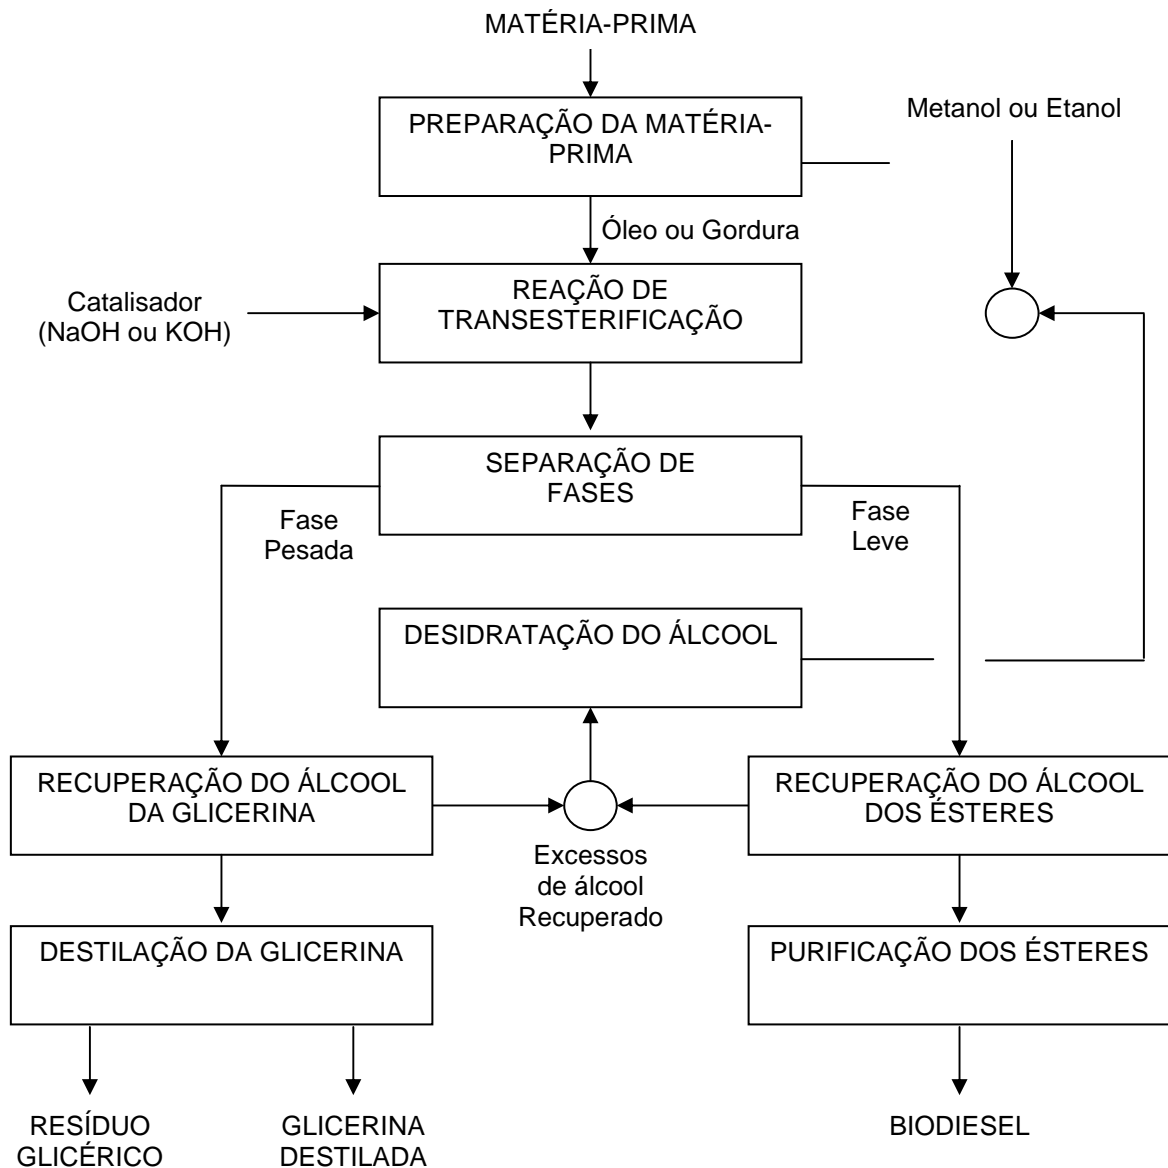 MATÉRIA-PRIMA
PREPARAÇÃO DA MATÉRIA-
PRIMA
Metanol ou Etanol
Óleo ou Gordura
Catalisador
(NaOH ou KOH)
REAÇÃO DE
TRANSESTERIFICAÇÃO
SEPARAÇÃO DE
FASES
Fase
Pesada
Fase
Leve
DESIDRATAÇÃO DO ÁLCOOL
RECUPERAÇÃO DO ÁLCOOL
DA GLICERINA
Excessos
de álcool
Recuperado
RECUPERAÇÃO DO ÁLCOOL
DOS ÉSTERES
DESTILAÇÃO DA GLICERINA
PURIFICAÇÃO DOS ÉSTERES
RESÍDUO
GLICÉRICO
GLICERINA
DESTILADA
BIODIESEL